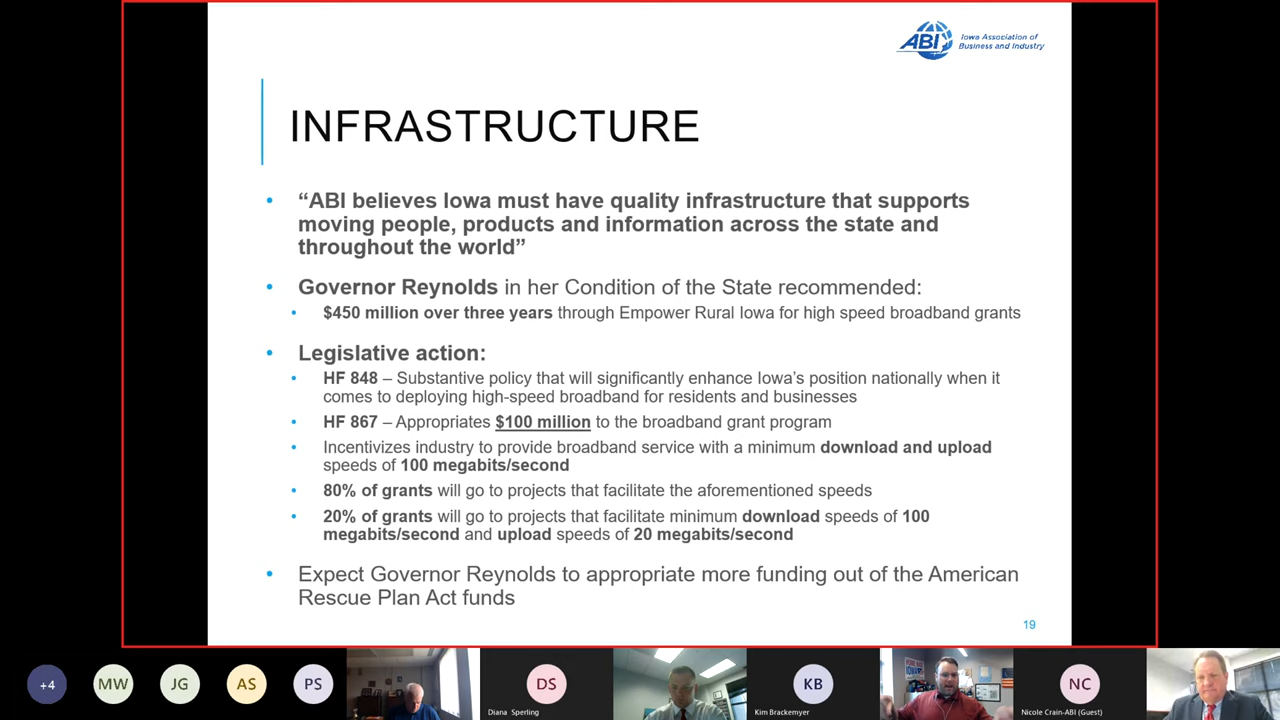 ABI
Iowa Association of
Business and Industry
INFRASTRUCTURE
• “ABI believes Iowa must have quality infrastructure that supports
moving people, products and information across the state and
throughout the world”
• Governor Reynolds in her Condition of the State recommended:
• $450 million over three years through Empower Rural Iowa for high speed broadband grants
• Legislative action:
• HF 848 – Substantive policy that will significantly enhance Iowa’s position nationally when it
comes to deploying high-speed broadband for residents and businesses
• HF 867 – Appropriates $100 million to the broadband grant program
• Incentivizes industry to provide broadband service with a minimum download and upload
speeds of 100 megabits/second
• 80% of grants will go to projects that facilitate the aforementioned speeds
• 20% of grants will go to projects that facilitate minimum download speeds of 100
megabits/second and upload speeds of 20 megabits/second
• Expect Governor Reynolds to appropriate more funding out of the American
Rescue Plan Act funds
19
+4
MW
JG
AS
PS
DS
Diana Sperling
KB
Kim Brackemyer
NC
Nicole Crain-ABI (Guest)